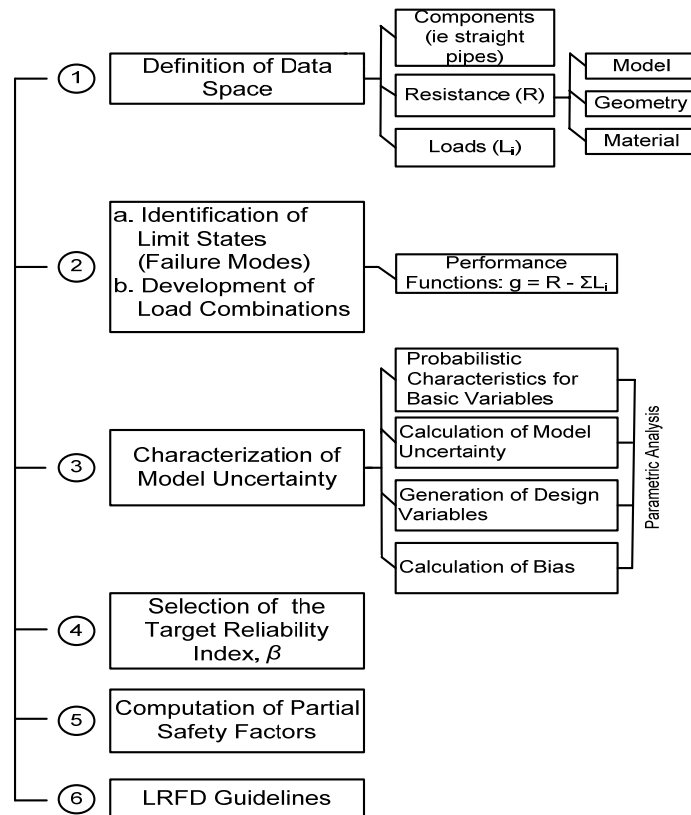 1
Definition of Data
Space
Components
(ie straight
pipes)
Resistance (R)
Loads (Lᵢ)
Model
Geometry
Material
2
a. Identification of
Limit States
(Failure Modes)
b. Development of
Load Combinations
Performance
Functions: g = R - ΣLᵢ
3
Characterization of
Model Uncertainty
Probabilistic
Characteristics for
Basic Variables
Calculation of Model
Uncertainty
Generation of Design
Variables
Calculation of Bias
Parametric Analysis
4
Selection of the
Target Reliability
Index, β
5
Computation of Partial
Safety Factors
6
LRFD Guidelines